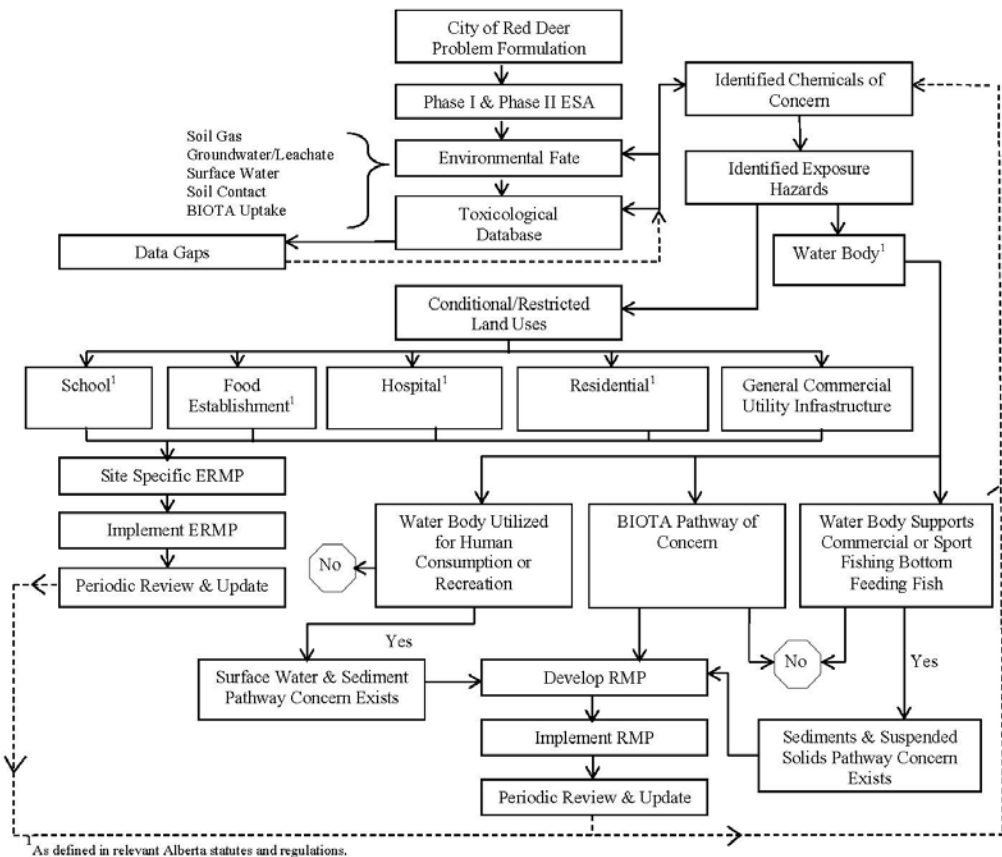 City of Red Deer
Problem Formulation
Identified Chemicals of
Concern
Phase I & Phase II ESA
Soil Gas
Groundwater/Leachate
Surface Water
Soil Contact
BIOTA Uptake
Environmental Fate
Identified Exposure
Hazards
Toxicological
Database
Data Gaps
Water Body¹
Conditional/Restricted
Land Uses
School¹
Food
Establishment¹
Hospital¹
Residential¹
General Commercial
Utility Infrastructure
Site Specific ERMP
Implement ERMP
Periodic Review & Update
No
Water Body Utilized
for Human
Consumption or
Recreation
BIOTA Pathway of
Concern
Water Body Supports
Commercial or Sport
Fishing Bottom
Feeding Fish
Yes
No
Yes
Surface Water & Sediment
Pathway Concern Exists
Develop RMP
Implement RMP
Sediments & Suspended
Solids Pathway Concern
Exists
Periodic Review & Update
¹As defined in relevant Alberta statutes and regulations.